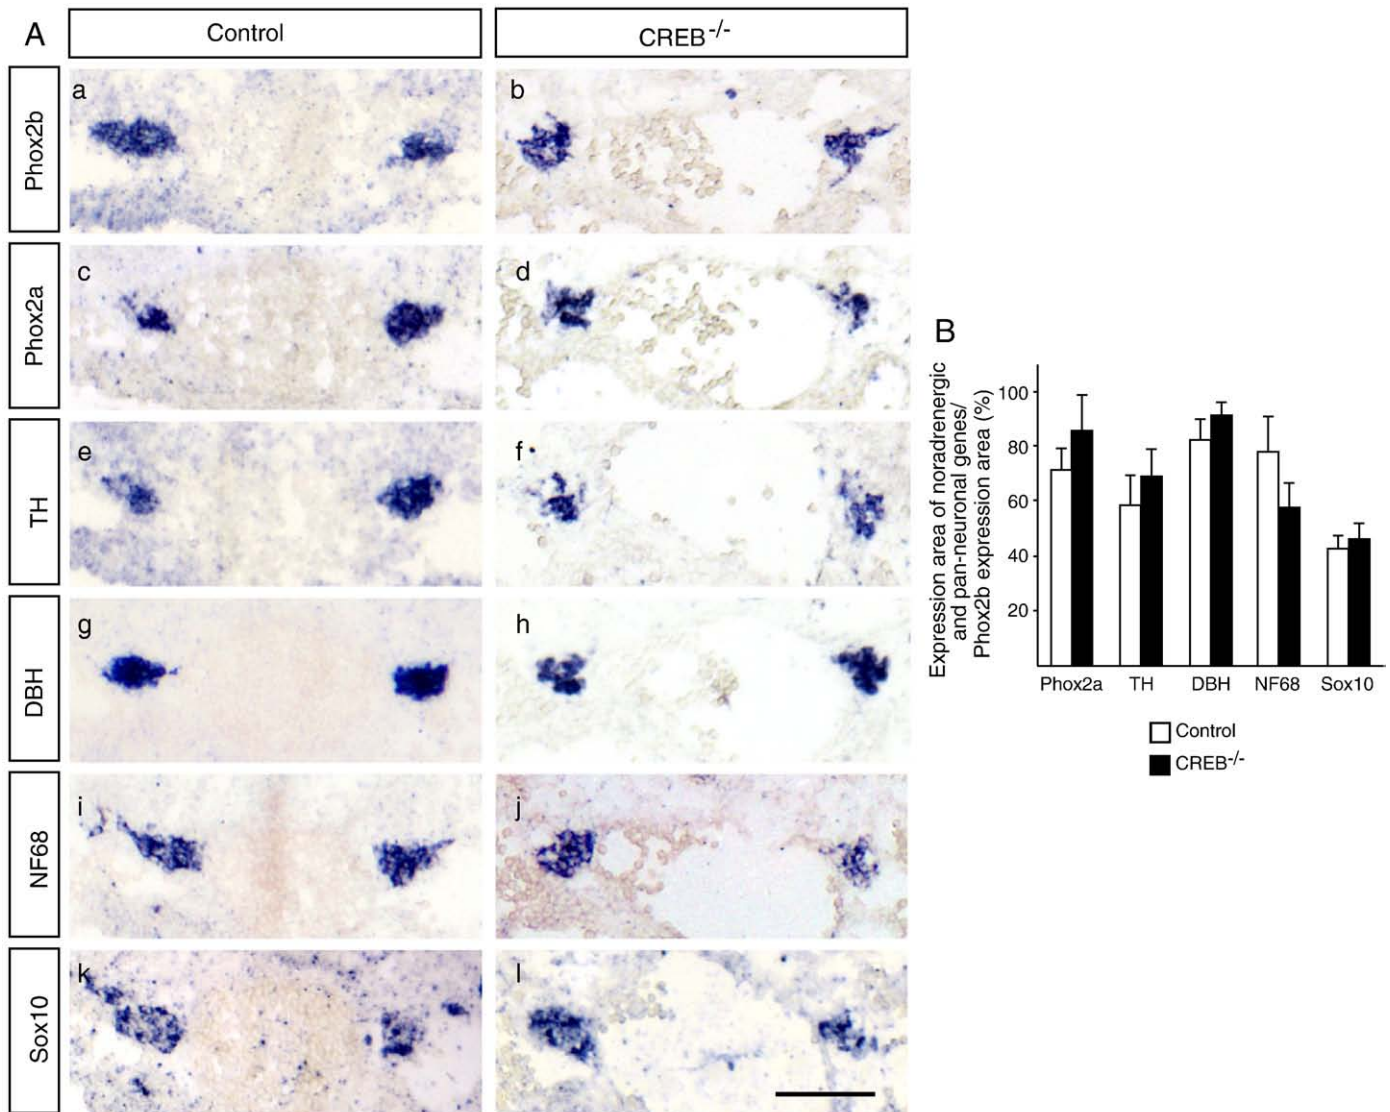 A
Control
CREB-/-
Phox2b
a
b
Phox2a
c
d
TH
e
f
DBH
g
h
NF68
i
j
Sox10
k
l
B
Expression area of noradrenergic
and pan-neuronal genes/
Phox2b expression area (%)
100
80
60
40
20
Phox2a TH DBH NF68 Sox10
Control
CREB-/-